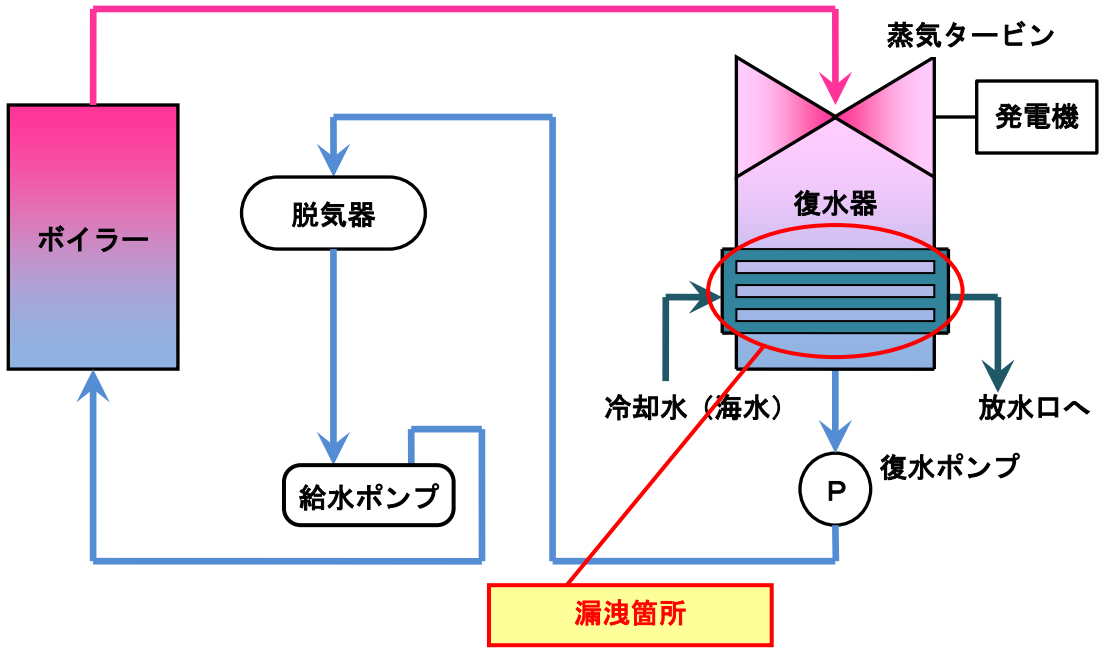 蒸気タービン
発電機
ボイラー
脱気器
復水器
冷却水（海水）
放水口へ
給水ポンプ
P
復水ポンプ
漏洩箇所